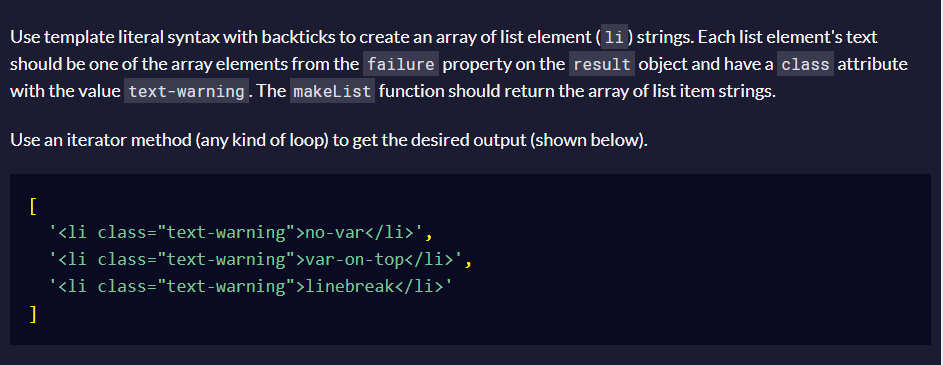 Use template literal syntax with backticks to create an array of list element (li) strings. Each list element's text
should be one of the array elements from the failure property on the result object and have a class attribute
with the value text-warning. The makeList function should return the array of list item strings.
Use an iterator method (any kind of loop) to get the desired output (shown below).
[
  '<li class="text-warning">no-var</li>',
  '<li class="text-warning">var-on-top</li>',
  '<li class="text-warning">linebreak</li>'
]